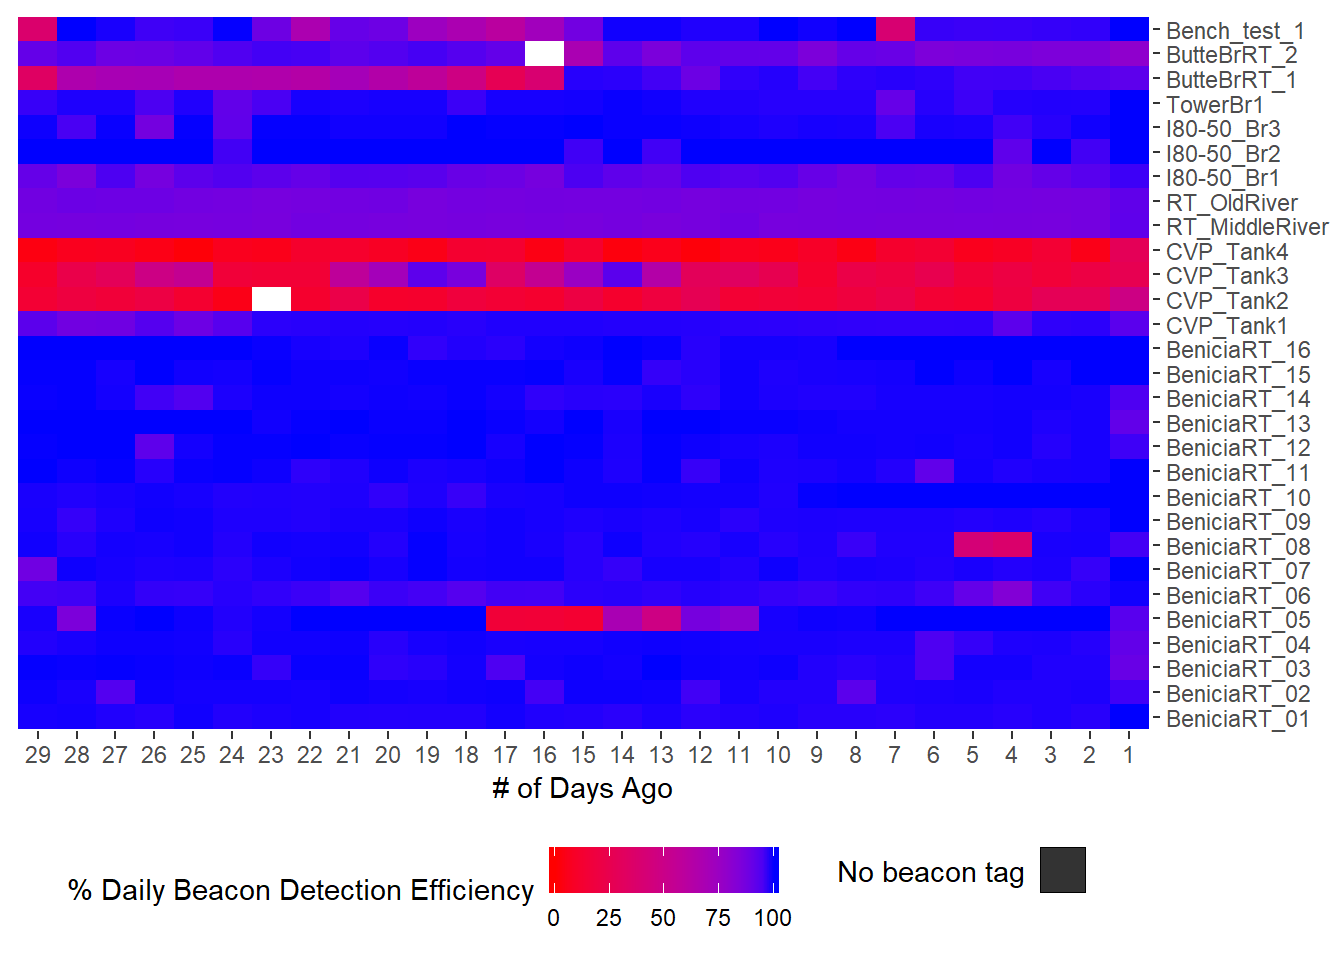 Bench_test_1
ButteBrRT_2
ButteBrRT_1
TowerBr1
I80-50_Br3
I80-50_Br2
I80-50_Br1
RT_OldRiver
RT_MiddleRiver
CVP_Tank4
CVP_Tank3
CVP_Tank2
CVP_Tank1
BeniciaRT_16
BeniciaRT_15
BeniciaRT_14
BeniciaRT_13
BeniciaRT_12
BeniciaRT_11
BeniciaRT_10
BeniciaRT_09
BeniciaRT_08
BeniciaRT_07
BeniciaRT_06
BeniciaRT_05
BeniciaRT_04
BeniciaRT_03
BeniciaRT_02
BeniciaRT_01
29 28 27 26 25 24 23 22 21 20 19 18 17 16 15 14 13 12 11 10 9 8 7 6 5 4 3 2 1
# of Days Ago
% Daily Beacon Detection Efficiency
0 25 50 75 100
No beacon tag